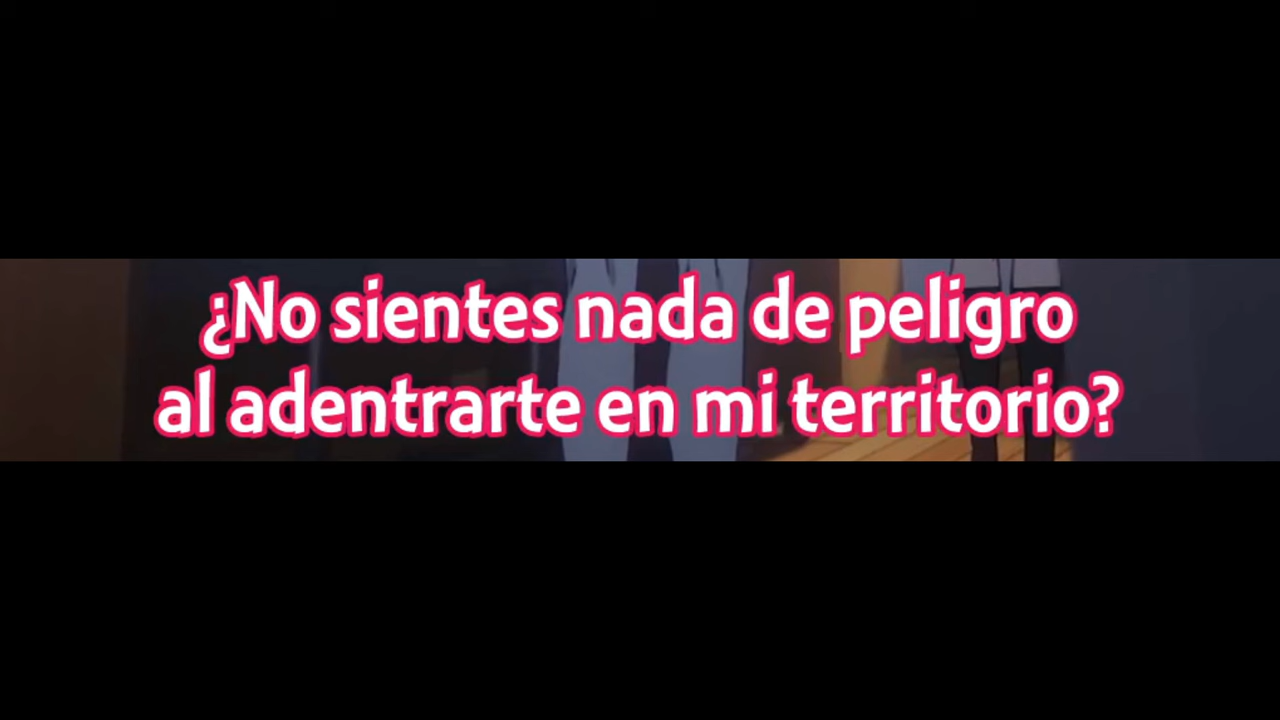 ¿No sientes nada de peligro
al adentrarte en mi territorio?